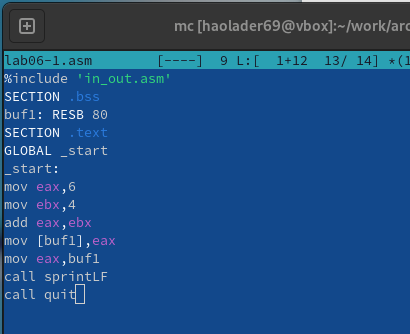 mc [haolader69@vbox]:~/work/arc
lab06-1.asm [----] 9 L:[ 1+12 13/ 14] *(1
%include 'in_out.asm'
SECTION .bss
buf1: RESB 80
SECTION .text
GLOBAL _start
_start:
mov eax,6
mov ebx,4
add eax,ebx
mov [buf1],eax
mov eax,buf1
call sprintLF
call quit